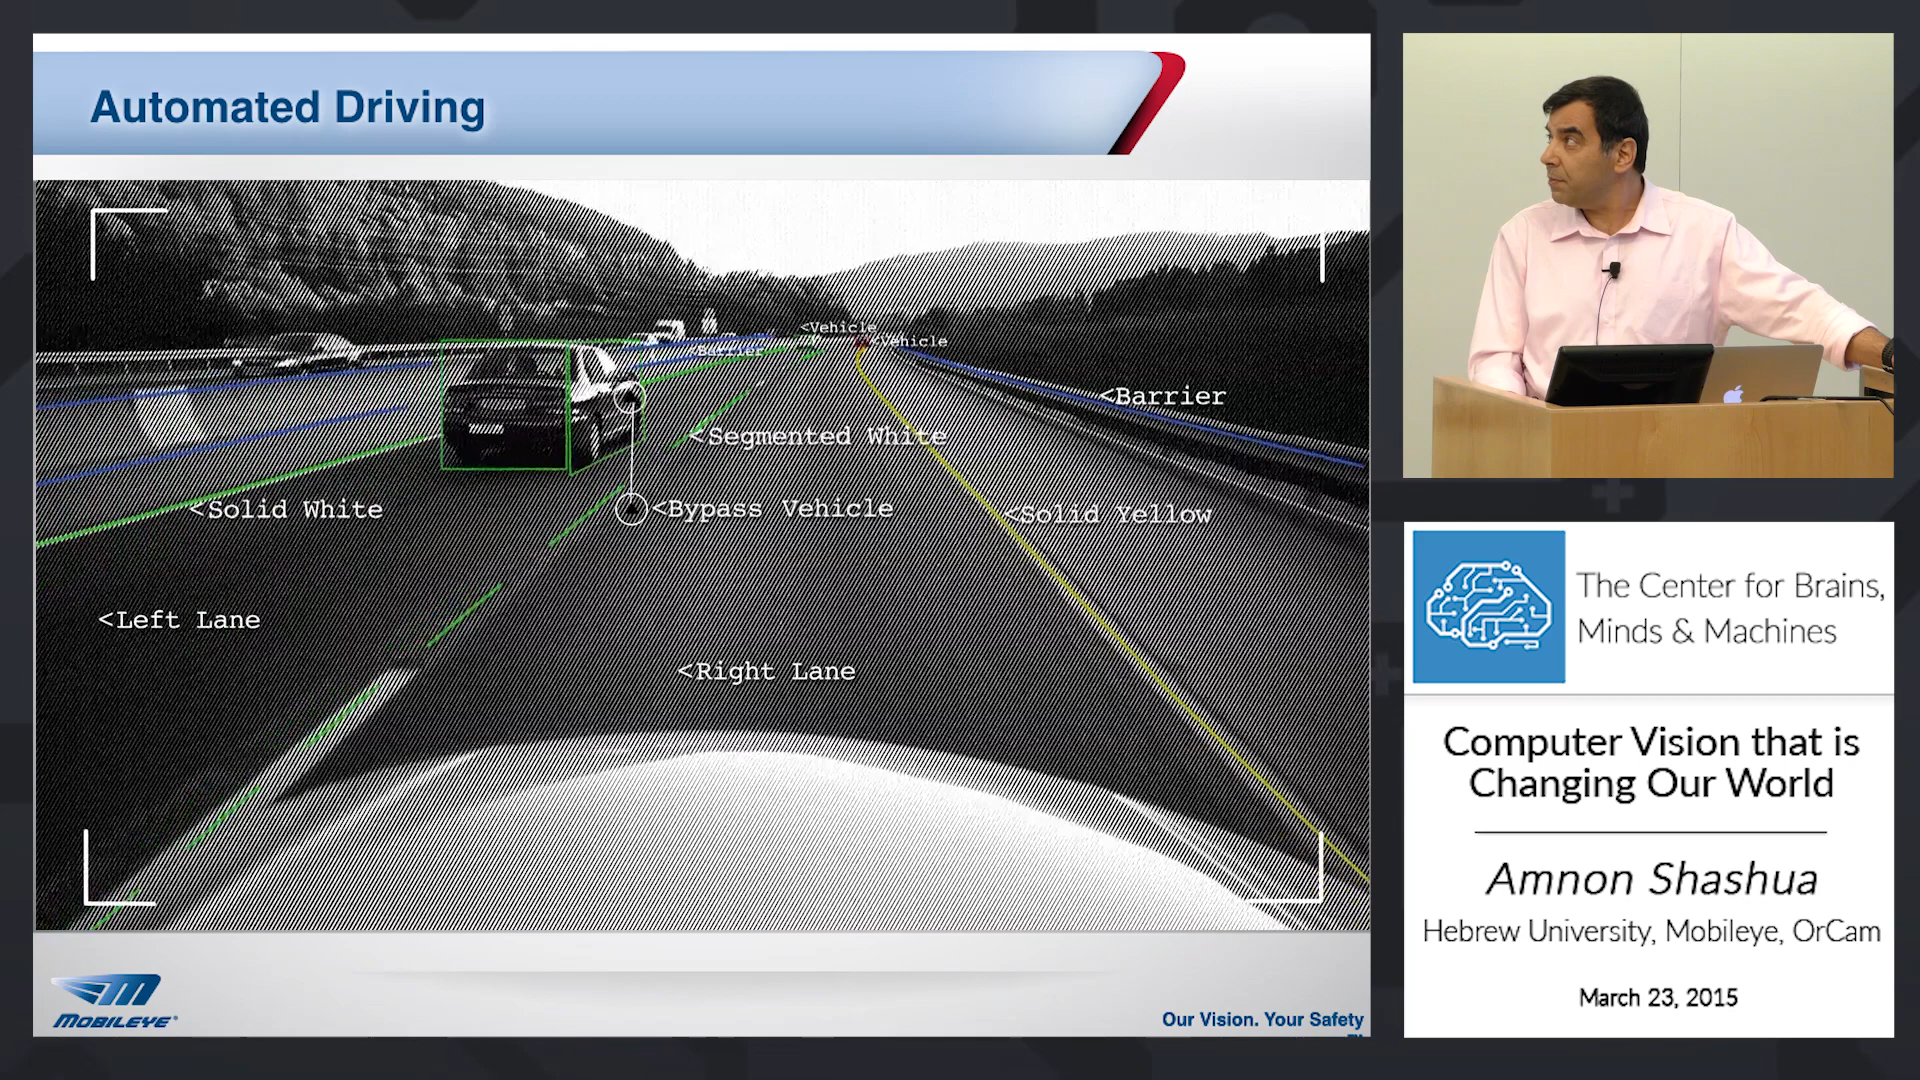 Automated Driving
<Vehicle
<Vehicle
<Barrier
<Barrier
<Segmented White
<Solid White
<Bypass Vehicle
<Solid Yellow
<Left Lane
<Right Lane
MOBILEYE®
Our Vision. Your Safety
The Center for Brains,
Minds & Machines
Computer Vision that is
Changing Our World
Amnon Shashua
Hebrew University, Mobileye, OrCam
March 23, 2015